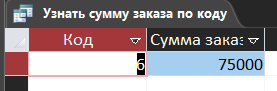 Узнать сумму заказа по коду
Код Сумма заказ
6 75000